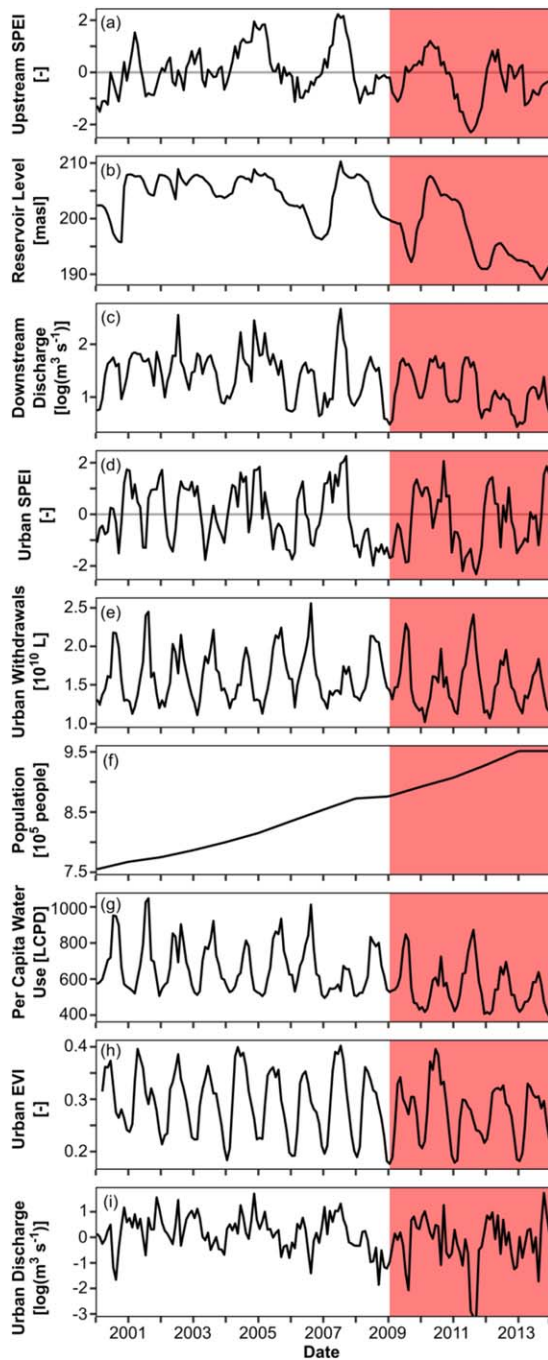 (a)
Upstream SPEI
[-]
2
0
-2
(b)
Reservoir Level
[masl]
210
200
190
(c)
Downstream
Discharge
[log(m³ s⁻¹)]
2
1
(d)
Urban SPEI
[-]
2
0
-2
(e)
Urban Withdrawals
[10¹⁰ L]
2.5
2.0
1.5
1.0
(f)
Population
[10⁵ people]
9.5
8.5
7.5
(g)
Per Capita Water
Use [LCPD]
1000
800
600
400
(h)
Urban EVI
[-]
0.4
0.3
0.2
(i)
Urban Discharge
[log(m³ s⁻¹)]
1
0
-1
-2
-3
2001 2003 2005 2007 2009 2011 2013
Date